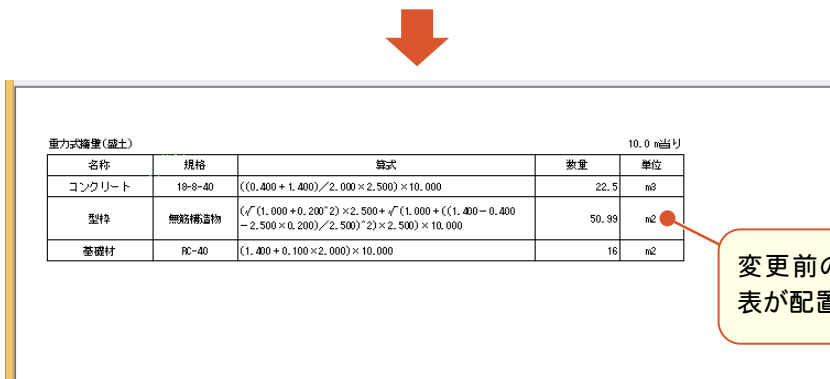 重力式擁壁(盛土) 10.0 m当り
名称 規格 算式 数量 単位
コンクリート 18-8-40 ((0.400+1.400)／2.000×2.500)×10.000 22.5 m3
型枠 無筋構造物 (√(1.000+0.200^2)×2.500+√(1.000+((1.400-0.400
-2.500×0.200)／2.500)^2)×2.500)×10.000 50.99 m2
基礎材 RC-40 (1.400+0.100×2.000)×10.000 16 m2
変更前の
表が配置